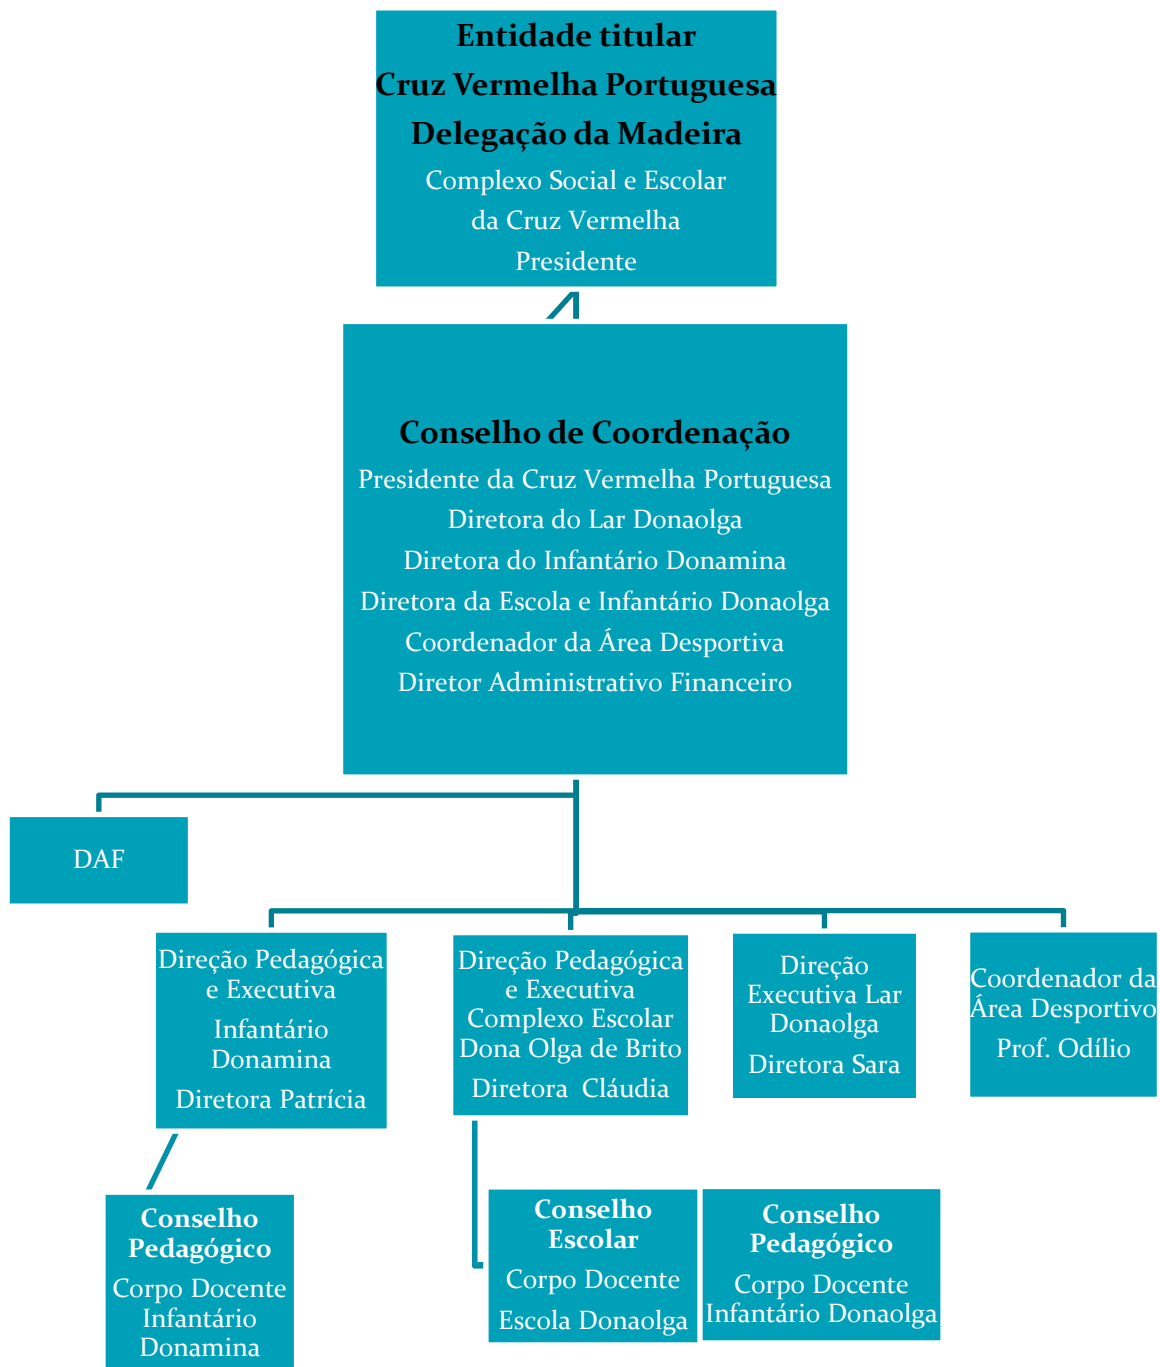 Entidade titular
Cruz Vermelha Portuguesa
Delegação da Madeira
Complexo Social e Escolar
da Cruz Vermelha
Presidente
Conselho de Coordenação
Presidente da Cruz Vermelha Portuguesa
Diretora do Lar Donaolga
Diretora do Infantário Donamina
Diretora da Escola e Infantário Donaolga
Coordenador da Área Desportiva
Diretor Administrativo Financeiro
DAF
Direção Pedagógica
e Executiva
Infantário
Donamina
Diretora Patrícia
Direção Pedagógica
e Executiva
Complexo Escolar
Dona Olga de Brito
Diretora  Cláudia
Direção
Executiva Lar
Donaolga
Diretora Sara
Coordenador da
Área Desportivo
Prof. Odílio
Conselho
Pedagógico
Corpo Docente
Infantário
Donamina
Conselho
Escolar
Corpo Docente
Escola Donaolga
Conselho
Pedagógico
Corpo Docente
Infantário Donaolga